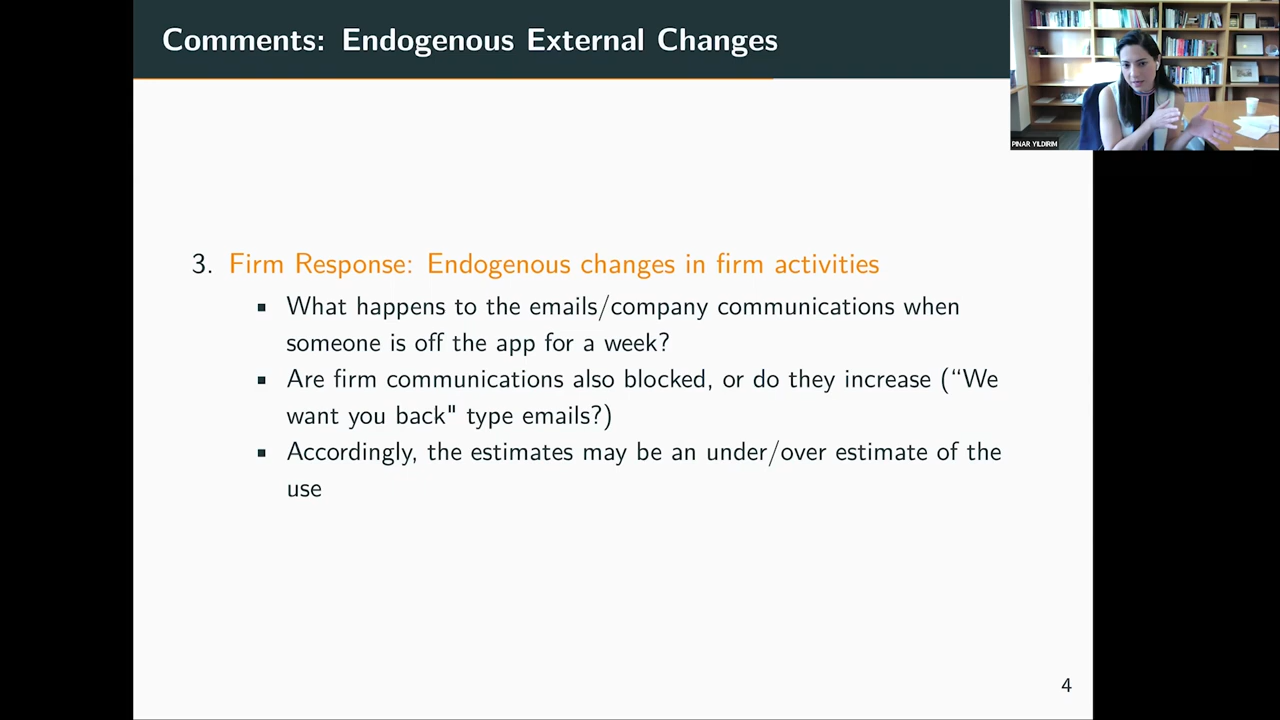 Comments: Endogenous External Changes
PINAR YILDIRIM
3. Firm Response: Endogenous changes in firm activities
▪ What happens to the emails/company communications when
someone is off the app for a week?
▪ Are firm communications also blocked, or do they increase (“We
want you back" type emails?)
▪ Accordingly, the estimates may be an under/over estimate of the
use
4